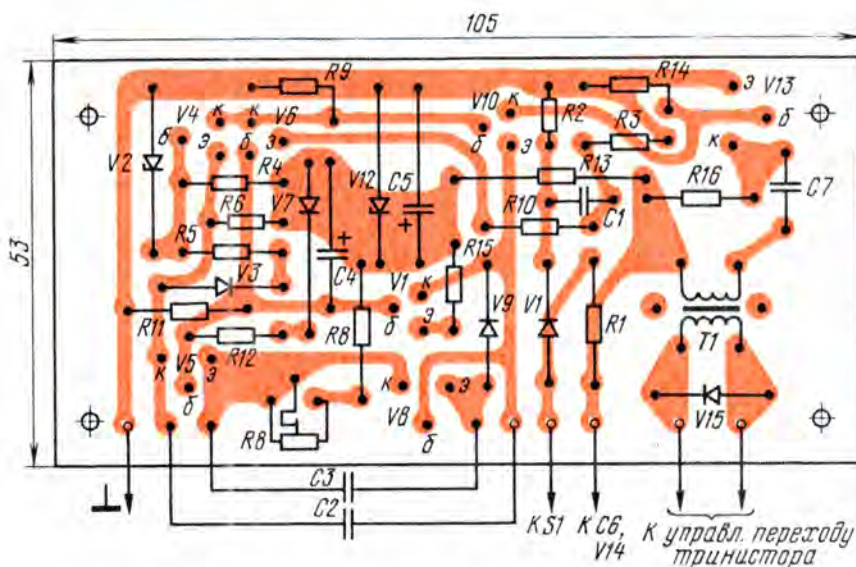 105
53
R9
R14
э V13
V4 к к V6
V10 к
R2
R3
б
б э б э
б э
к
V2
R4
V7
V12
C5
R13
R16
C7
R6
R10
C1
R5
+
+
R15
V3
C4
V1 к
V9
V1
R1
R11
б
R8
э
T1
R12
V5 э
к
б
к э
V8
V15
R8
б
C3
C2
К S1
К C6,
V14
К управл. переходу
тринистора